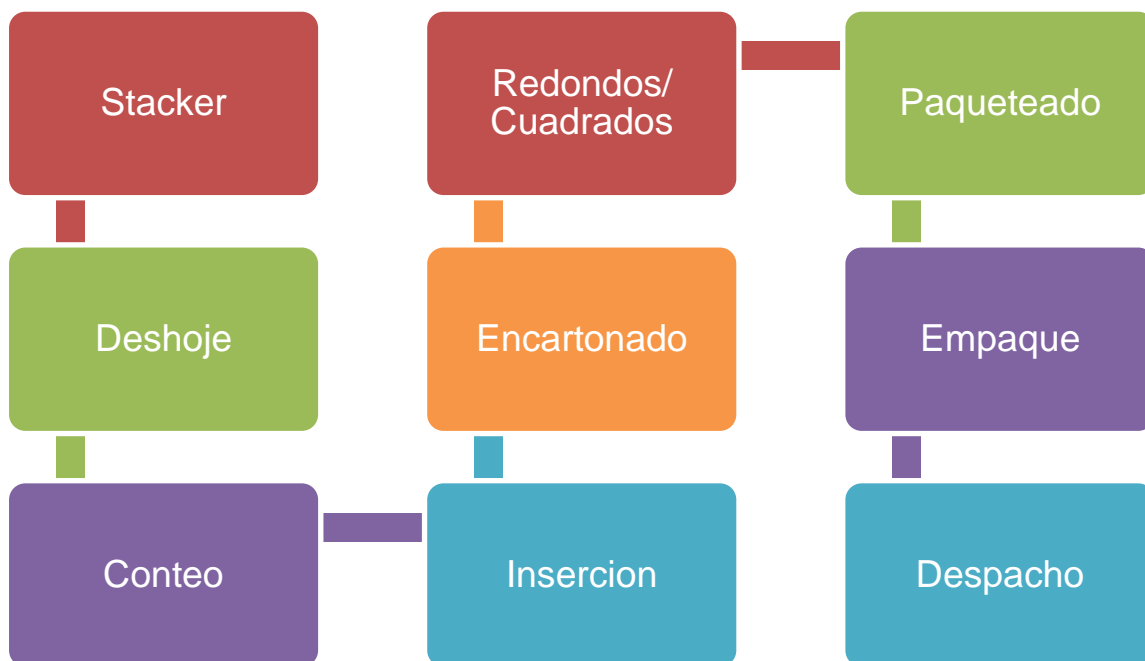 Stacker
Deshoje
Conteo
Insercion
Encartonado
Redondos/
Cuadrados
Paqueteado
Empaque
Despacho